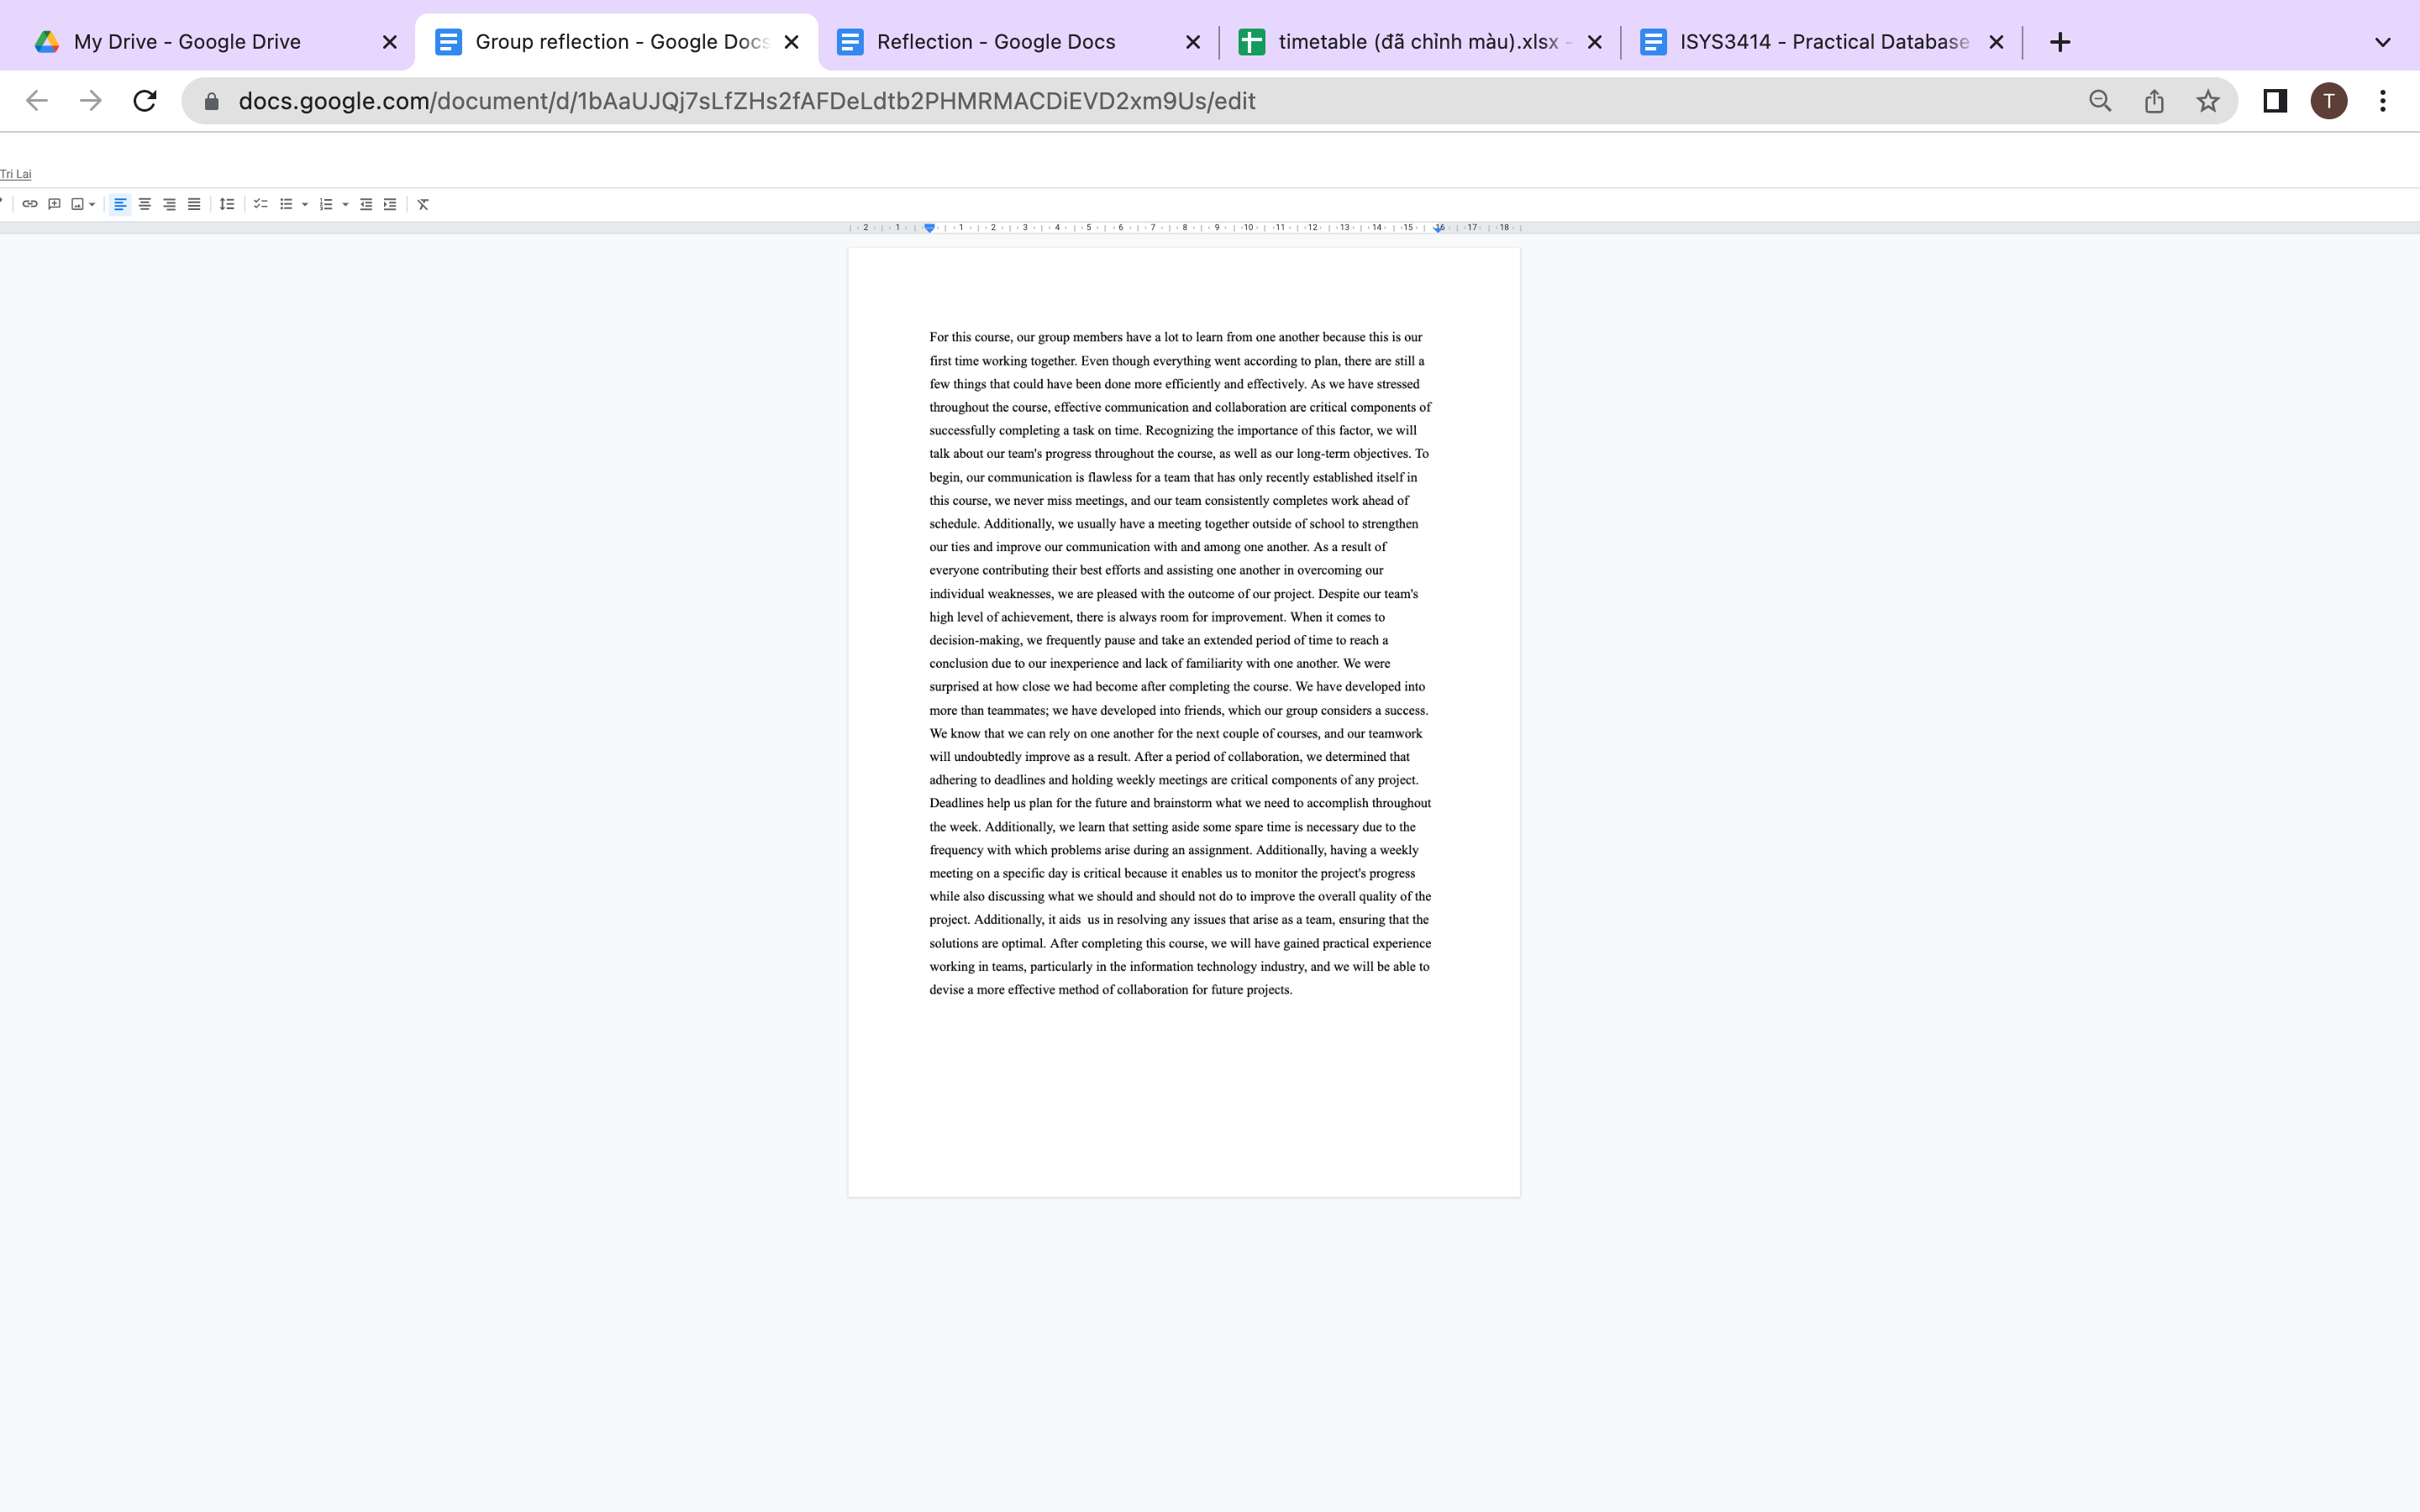 My Drive - Google Drive
Group reflection - Google Docs
Reflection - Google Docs
timetable (đã chỉnh màu).xlsx -
ISYS3414 - Practical Database
docs.google.com/document/d/1bAaUJQj7sLfZHs2fAFDeLdtb2PHMRMACDiEVD2xm9Us/edit
T
Tri Lai
2 1 1 2 3 4 5 6 7 8 9 10 11 12 13 14 15 16 17 18
For this course, our group members have a lot to learn from one another because this is our
first time working together. Even though everything went according to plan, there are still a
few things that could have been done more efficiently and effectively. As we have stressed
throughout the course, effective communication and collaboration are critical components of
successfully completing a task on time. Recognizing the importance of this factor, we will
talk about our team's progress throughout the course, as well as our long-term objectives. To
begin, our communication is flawless for a team that has only recently established itself in
this course, we never miss meetings, and our team consistently completes work ahead of
schedule. Additionally, we usually have a meeting together outside of school to strengthen
our ties and improve our communication with and among one another. As a result of
everyone contributing their best efforts and assisting one another in overcoming our
individual weaknesses, we are pleased with the outcome of our project. Despite our team's
high level of achievement, there is always room for improvement. When it comes to
decision-making, we frequently pause and take an extended period of time to reach a
conclusion due to our inexperience and lack of familiarity with one another. We were
surprised at how close we had become after completing the course. We have developed into
more than teammates; we have developed into friends, which our group considers a success.
We know that we can rely on one another for the next couple of courses, and our teamwork
will undoubtedly improve as a result. After a period of collaboration, we determined that
adhering to deadlines and holding weekly meetings are critical components of any project.
Deadlines help us plan for the future and brainstorm what we need to accomplish throughout
the week. Additionally, we learn that setting aside some spare time is necessary due to the
frequency with which problems arise during an assignment. Additionally, having a weekly
meeting on a specific day is critical because it enables us to monitor the project's progress
while also discussing what we should and should not do to improve the overall quality of the
project. Additionally, it aids  us in resolving any issues that arise as a team, ensuring that the
solutions are optimal. After completing this course, we will have gained practical experience
working in teams, particularly in the information technology industry, and we will be able to
devise a more effective method of collaboration for future projects.